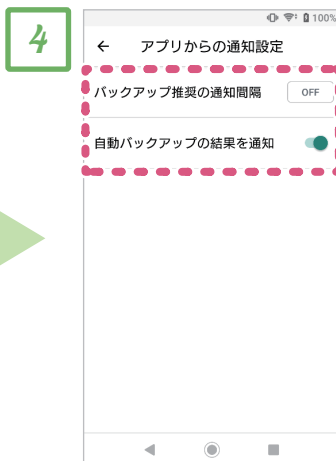 4
100%
アプリからの通知設定
バックアップ推奨の通知間隔
OFF
自動バックアップの結果を通知